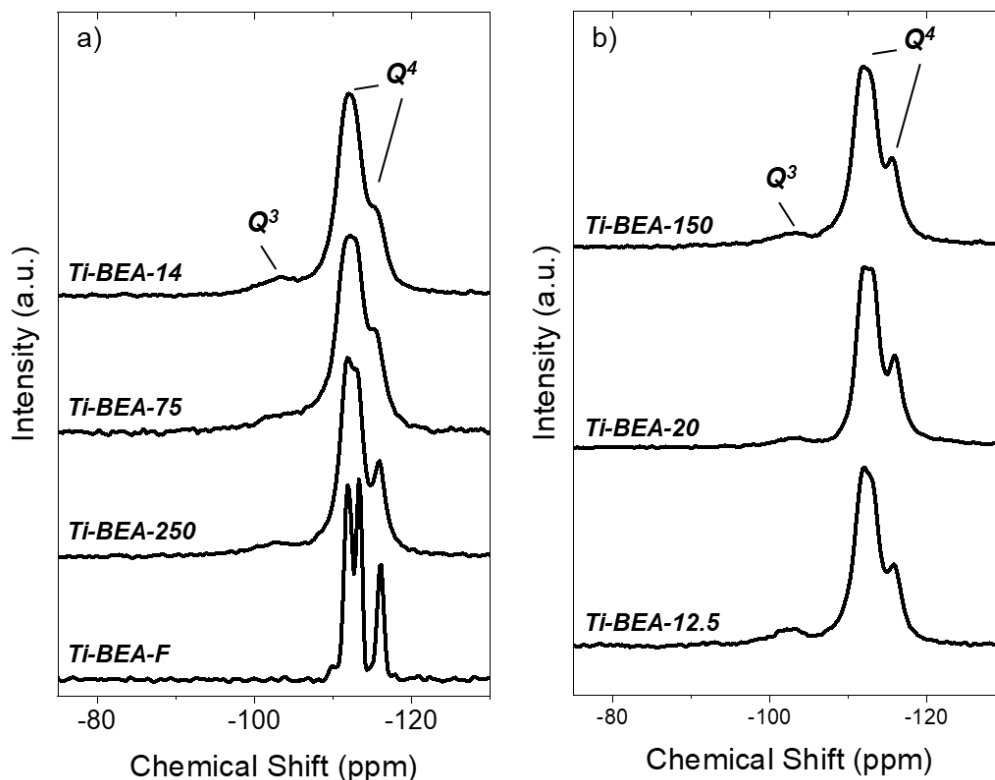 a)
Q⁴
Q³
Ti-BEA-14
Ti-BEA-75
Ti-BEA-250
Ti-BEA-F
-80
-100
-120
Chemical Shift (ppm)
Intensity (a.u.)
b)
Q⁴
Q³
Ti-BEA-150
Ti-BEA-20
Ti-BEA-12.5
-80
-100
-120
Chemical Shift (ppm)
Intensity (a.u.)